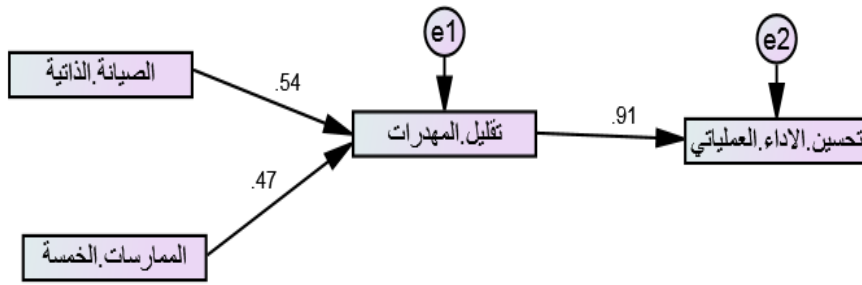 e1
e2
الصيانة.الذاتية
.54
تقليل.المهدرات
.91
تحسين.الاداء.العملياتي
.47
الممارسات.الخمسة